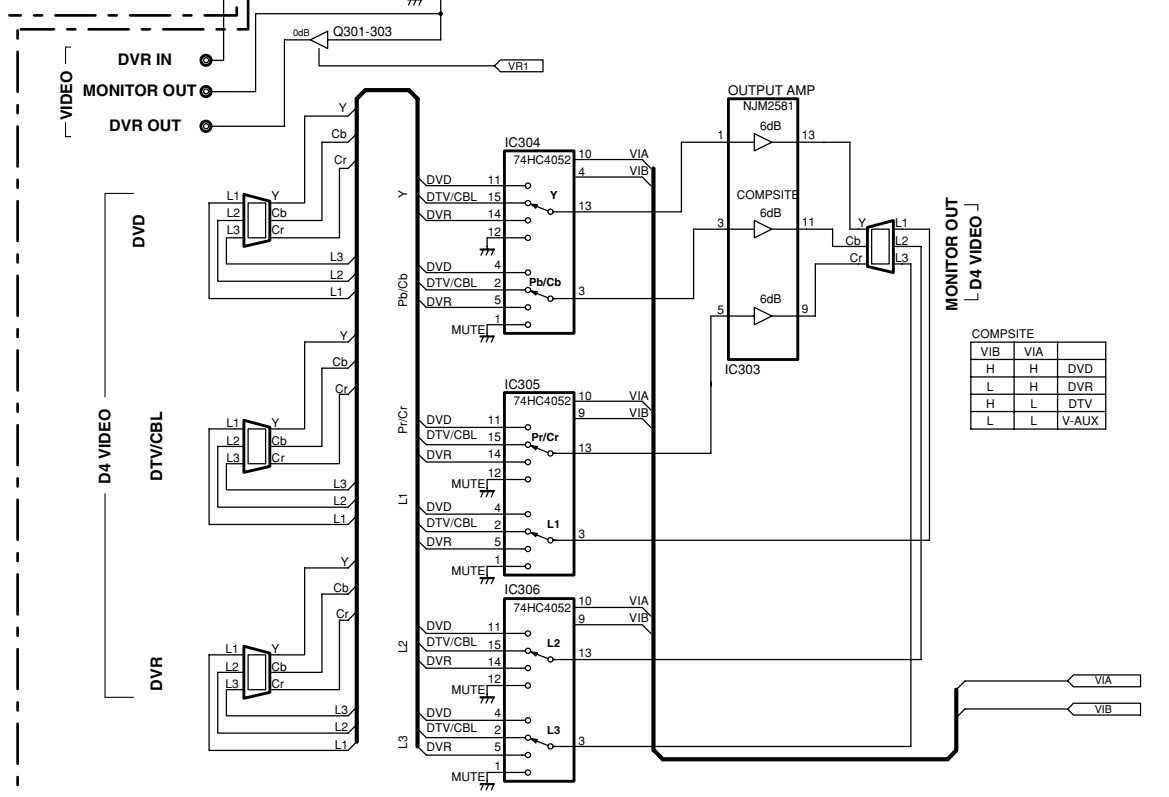 0dB
Q301-303
VR1
VIDEO
DVR IN
MONITOR OUT
DVR OUT
D4 VIDEO
DVD
L1
L2
L3
Y
Cb
Cr
Y
Cb
Cr
L3
L2
L1
DTV/CBL
L1
L2
L3
Y
Cb
Cr
Y
Cb
Cr
L3
L2
L1
DVR
L1
L2
L3
Y
Cb
Cr
Y
Cb
Cr
L3
L2
L1
Y
Pb/Cb
Pr/Cr
L1
L2
L3
IC304
74HC4052
DVD 11
DTV/CBL 15
DVR 14
12
Y
13
DVD 4
DTV/CBL 2
DVR 5
1
MUTE
Pb/Cb
3
10 VIA
4 VIB
IC305
74HC4052
DVD 11
DTV/CBL 15
DVR 14
12
MUTE
Pr/Cr
13
DVD 4
DTV/CBL 2
DVR 5
1
MUTE
L1
3
10 VIA
9 VIB
IC306
74HC4052
DVD 11
DTV/CBL 15
DVR 14
12
MUTE
L2
13
DVD 4
DTV/CBL 2
DVR 5
1
MUTE
L3
3
10 VIA
9 VIB
OUTPUT AMP
NJM2581
1 6dB 13
COMPSITE
3 6dB 11
5 6dB 9
IC303
Y
Cb
Cr
L1
L2
L3
MONITOR OUT
D4 VIDEO
COMPSITE
VIB VIA
H H DVD
L H DVR
H L DTV
L L V-AUX
VIA
VIB